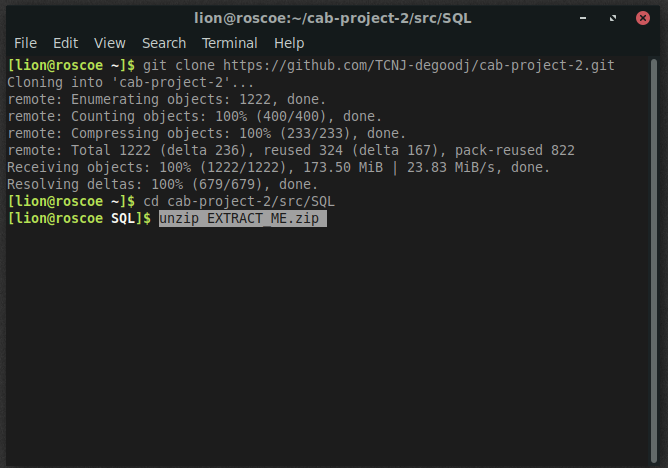 lion@roscoe:~/cab-project-2/src/SQL
File Edit View Search Terminal Help
[lion@roscoe ~]$ git clone https://github.com/TCNJ-degoodj/cab-project-2.git
Cloning into 'cab-project-2'...
remote: Enumerating objects: 1222, done.
remote: Counting objects: 100% (400/400), done.
remote: Compressing objects: 100% (233/233), done.
remote: Total 1222 (delta 236), reused 324 (delta 167), pack-reused 822
Receiving objects: 100% (1222/1222), 173.50 MiB | 23.83 MiB/s, done.
Resolving deltas: 100% (679/679), done.
[lion@roscoe ~]$ cd cab-project-2/src/SQL
[lion@roscoe SQL]$ unzip EXTRACT_ME.zip